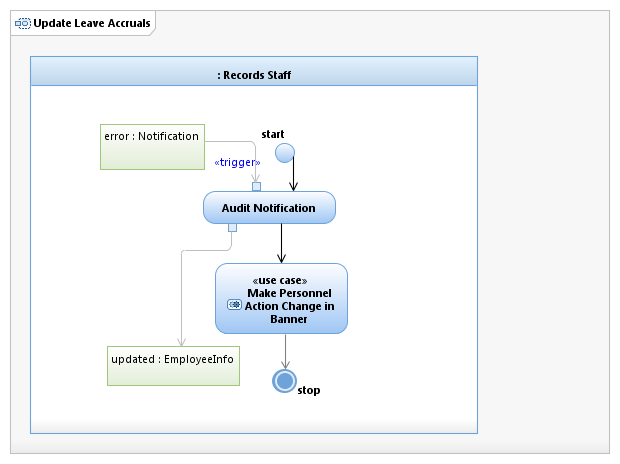 Update Leave Accruals
: Records Staff
error : Notification
start
«trigger»
Audit Notification
«use case»
Make Personnel
Action Change in
Banner
updated : EmployeeInfo
stop